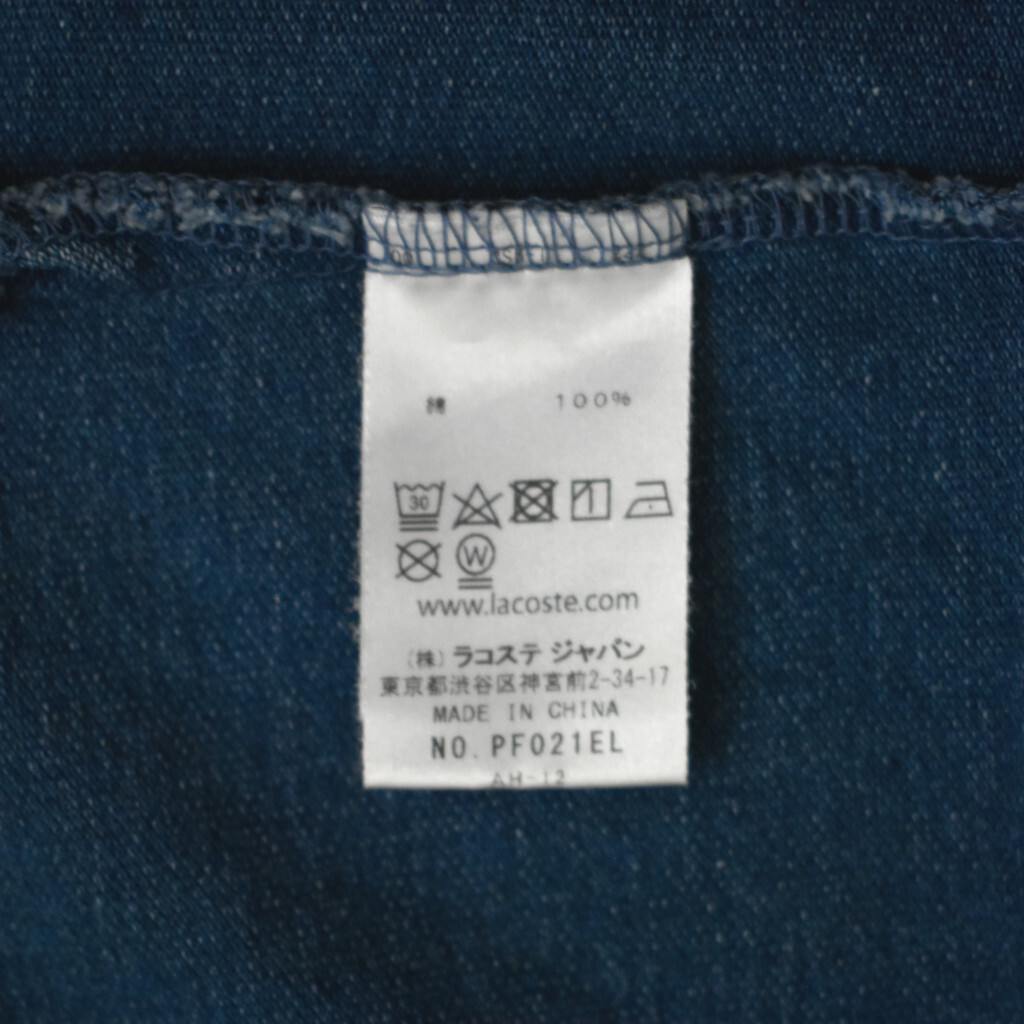 綿 100%
30
W
www.lacoste.com
(株) ラコステ ジャパン
東京都渋谷区神宮前2-34-17
MADE IN CHINA
NO. PF021EL
AH-12